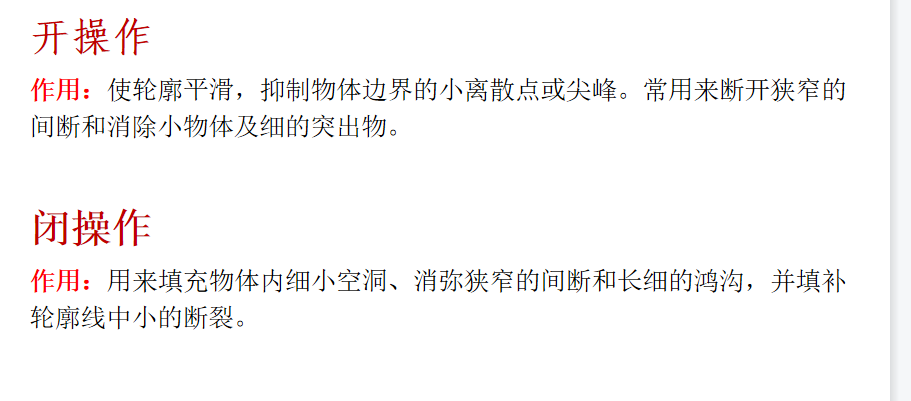 开操作
作用：使轮廓平滑，抑制物体边界的小离散点或尖峰。常用来断开狭窄的
间断和消除小物体及细的突出物。
闭操作
作用：用来填充物体内细小空洞、消弥狭窄的间断和长细的鸿沟，并填补
轮廓线中小的断裂。